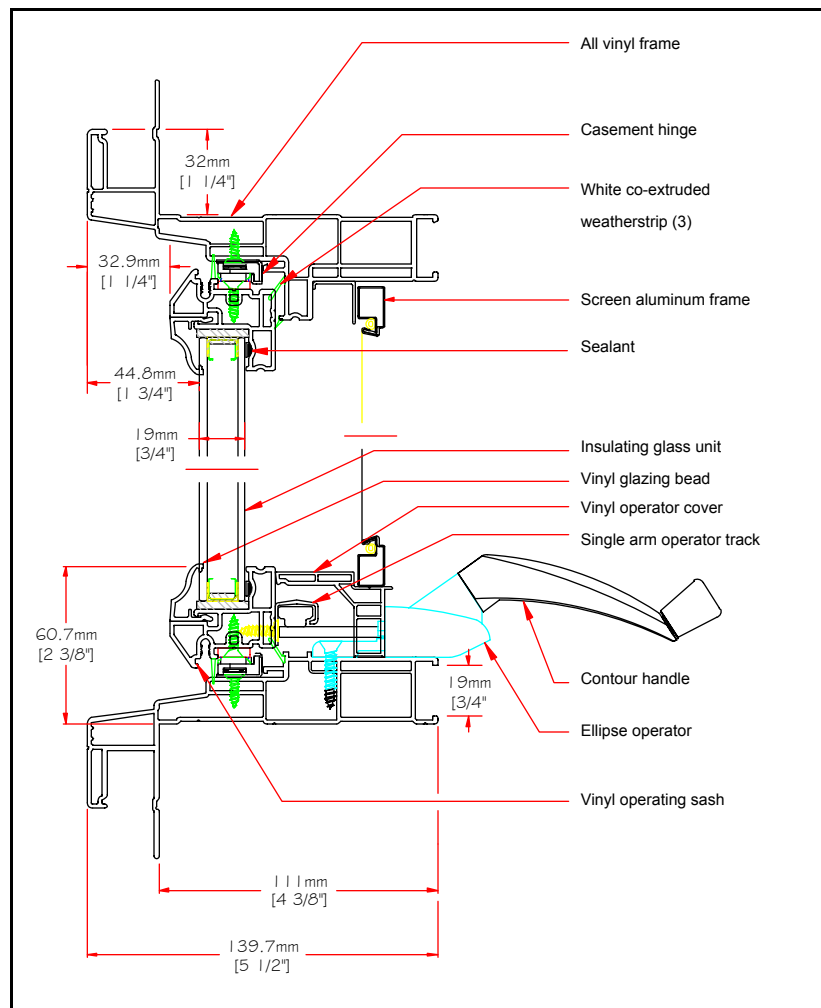 All vinyl frame
Casement hinge
White co-extruded
weatherstrip (3)
Screen aluminum frame
Sealant
Insulating glass unit
Vinyl glazing bead
Vinyl operator cover
Single arm operator track
Contour handle
Ellipse operator
Vinyl operating sash
32mm
[1 1/4"]
32.9mm
[1 1/4"]
44.8mm
[1 3/4"]
19mm
[3/4"]
60.7mm
[2 3/8"]
19mm
[3/4"
111mm
[4 3/8"]
139.7mm
[5 1/2"]